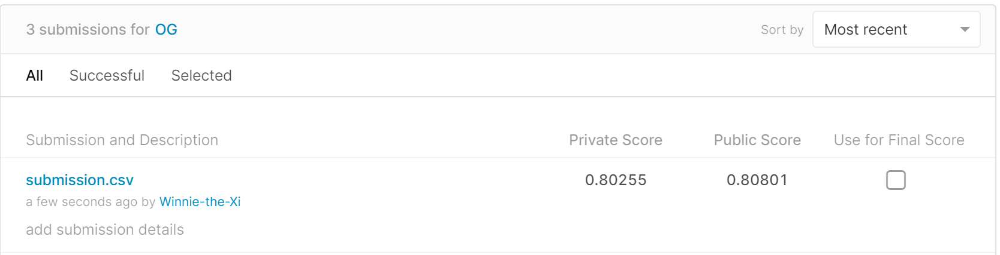 3 submissions for OG
Sort by Most recent
All Successful Selected
Submission and Description Private Score Public Score Use for Final Score
submission.csv 0.80255 0.80801
a few seconds ago by Winnie-the-Xi
add submission details